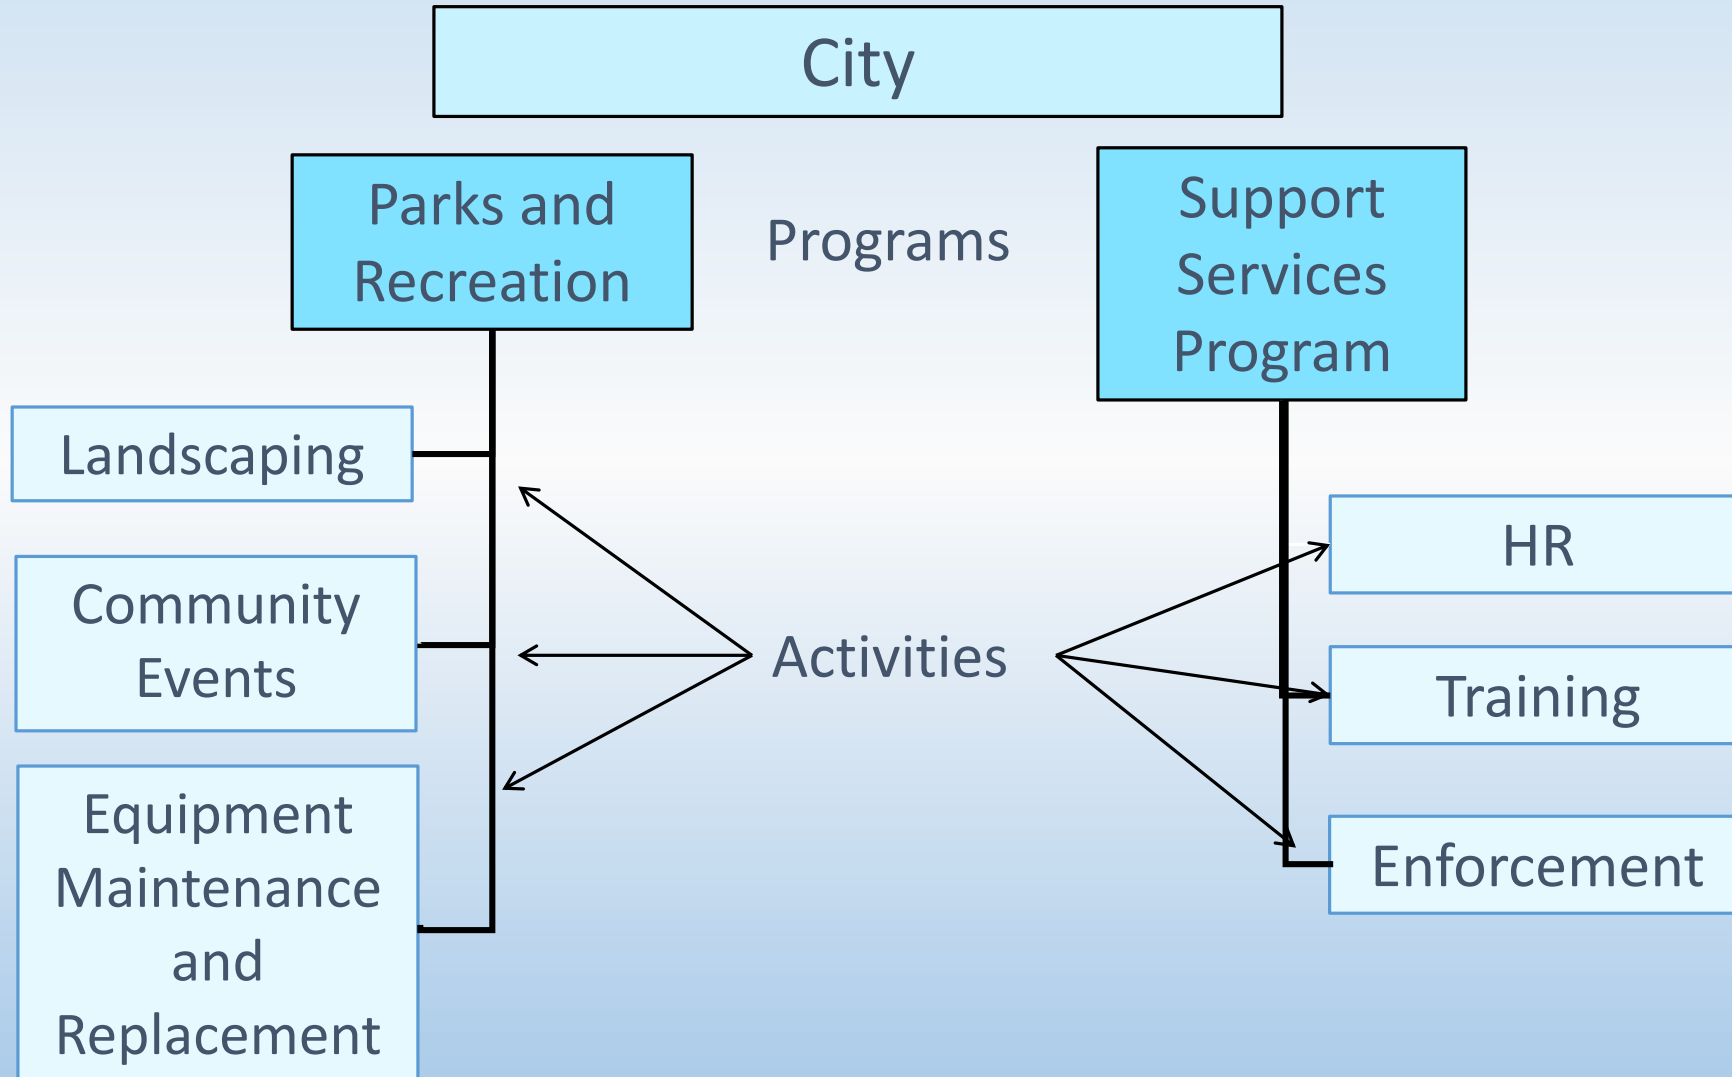 City
Parks and
Recreation
Programs
Support
Services
Program
Landscaping
Community
Events
Equipment
Maintenance
and
Replacement
Activities
HR
Training
Enforcement